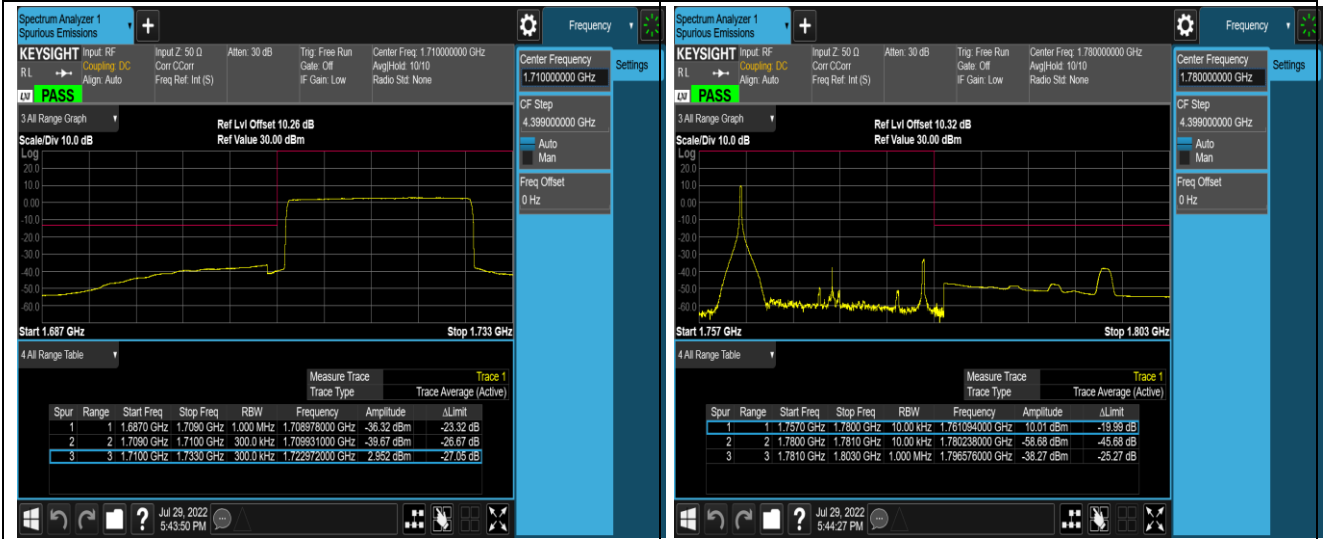 Spectrum Analyzer 1
Spurious Emissions
Frequency
KEYSIGHT
R L
Input: RF
Coupling: DC
Align: Auto
Input Z: 50 Ω
Corr CCorr
Freq Ref: Int (S)
Atten: 30 dB
Trig: Free Run
Gate: Off
IF Gain: Low
Center Freq: 1.710000000 GHz
Avg|Hold: 10/10
Radio Std: None
PASS
Center Frequency
1.710000000 GHz
Settings
CF Step
4.399000000 GHz
Auto
Man
Freq Offset
0 Hz
3 All Range Graph
Ref Lvl Offset 10.26 dB
Scale/Div 10.0 dB
Ref Value 30.00 dBm
Log
20.0
10.0
0.00
-10.0
-20.0
-30.0
-40.0
-50.0
-60.0
Start 1.687 GHz
Stop 1.733 GHz
4 All Range Table
Measure Trace Trace 1
Trace Type Trace Average (Active)
Spur Range Start Freq Stop Freq RBW Frequency Amplitude ΔLimit
1 1 1.6870 GHz 1.7090 GHz 1.000 MHz 1.708978000 GHz -36.32 dBm -23.32 dB
2 2 1.7090 GHz 1.7100 GHz 300.0 kHz 1.709931000 GHz -39.67 dBm -26.67 dB
3 3 1.7100 GHz 1.7330 GHz 300.0 kHz 1.722972000 GHz 2.952 dBm -27.05 dB
?
Jul 29, 2022
5:43:50 PM
Spectrum Analyzer 1
Spurious Emissions
Frequency
KEYSIGHT
R L
Input: RF
Coupling: DC
Align: Auto
Input Z: 50 Ω
Corr CCorr
Freq Ref: Int (S)
Atten: 30 dB
Trig: Free Run
Gate: Off
IF Gain: Low
Center Freq: 1.780000000 GHz
Avg|Hold: 10/10
Radio Std: None
PASS
Center Frequency
1.780000000 GHz
Settings
CF Step
4.399000000 GHz
Auto
Man
Freq Offset
0 Hz
3 All Range Graph
Ref Lvl Offset 10.32 dB
Scale/Div 10.0 dB
Ref Value 30.00 dBm
Log
20.0
10.0
0.00
-10.0
-20.0
-30.0
-40.0
-50.0
-60.0
Start 1.757 GHz
Stop 1.803 GHz
4 All Range Table
Measure Trace Trace 1
Trace Type Trace Average (Active)
Spur Range Start Freq Stop Freq RBW Frequency Amplitude ΔLimit
1 1 1.7570 GHz 1.7800 GHz 10.00 kHz 1.761094000 GHz 10.01 dBm -19.99 dB
2 2 1.7800 GHz 1.7810 GHz 10.00 kHz 1.780238000 GHz -58.68 dBm -45.68 dB
3 3 1.7810 GHz 1.8030 GHz 1.000 MHz 1.796576000 GHz -38.27 dBm -25.27 dB
?
Jul 29, 2022
5:44:27 PM